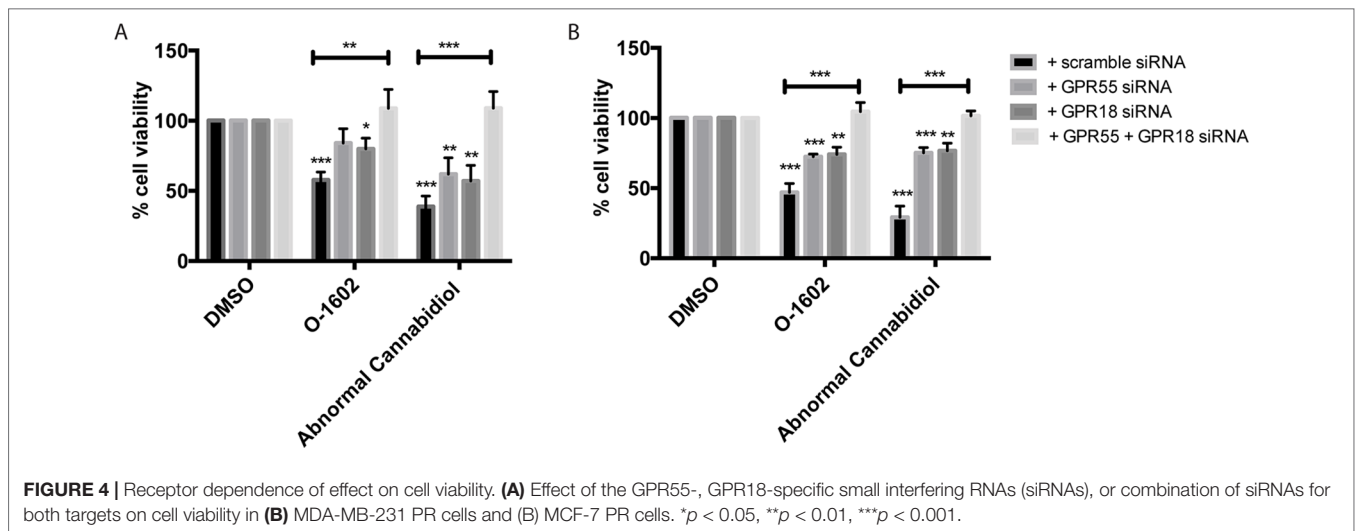 A
150
100
50
0
% cell viability
**
***
***
*
***
**
**
DMSO
O-1602
Abnormal Cannabidiol
B
150
100
50
0
% cell viability
***
***
***
***
**
***
***
**
DMSO
O-1602
Abnormal Cannabidiol
+ scramble siRNA
+ GPR55 siRNA
+ GPR18 siRNA
+ GPR55 + GPR18 siRNA
FIGURE 4 | Receptor dependence of effect on cell viability. (A) Effect of the GPR55-, GPR18-specific small interfering RNAs (siRNAs), or combination of siRNAs for
both targets on cell viability in (B) MDA-MB-231 PR cells and (B) MCF-7 PR cells. *p < 0.05, **p < 0.01, ***p < 0.001.